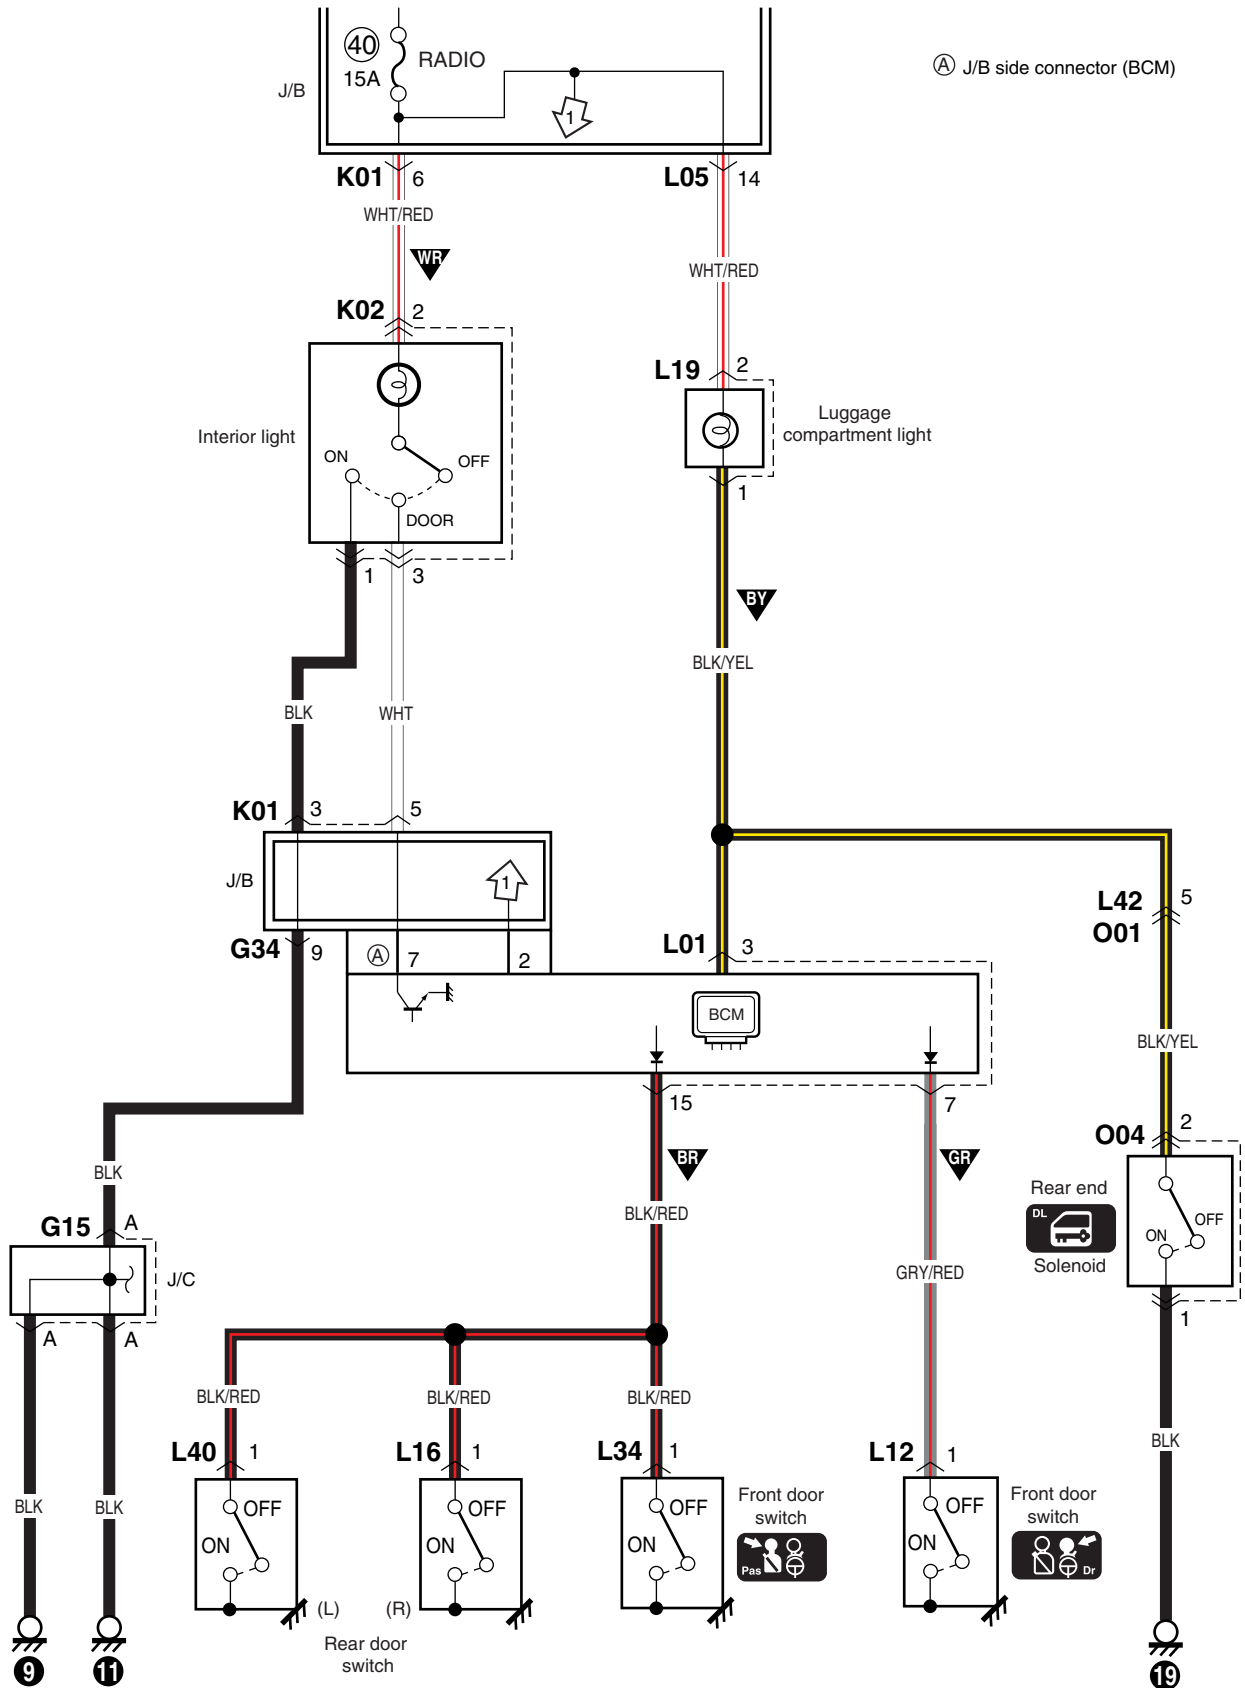 40
RADIO
15A
J/B
1
A J/B side connector (BCM)
K01 6
L05 14
WHT/RED
WR
WHT/RED
K02 2
L19 2
Interior light
ON
OFF
DOOR
Luggage
compartment light
1
1 3
BY
BLK/YEL
BLK
WHT
K01 3 5
J/B
1
L42 5
O01
G34 9
A 7 2
L01 3
BCM
BLK/YEL
15
7
O04 2
BR
GR
BLK
Rear end
DL
Solenoid
OFF
ON
G15 A
BLK/RED
J/C
GRY/RED
1
A A
BLK/RED
BLK/RED
BLK/RED
BLK
L40 1
L16 1
L34 1
L12 1
BLK
BLK
OFF
ON
OFF
ON
OFF
ON
OFF
ON
Front door
switch
Pas
Front door
switch
Dr
(L)
(R)
Rear door
switch
9
11
19